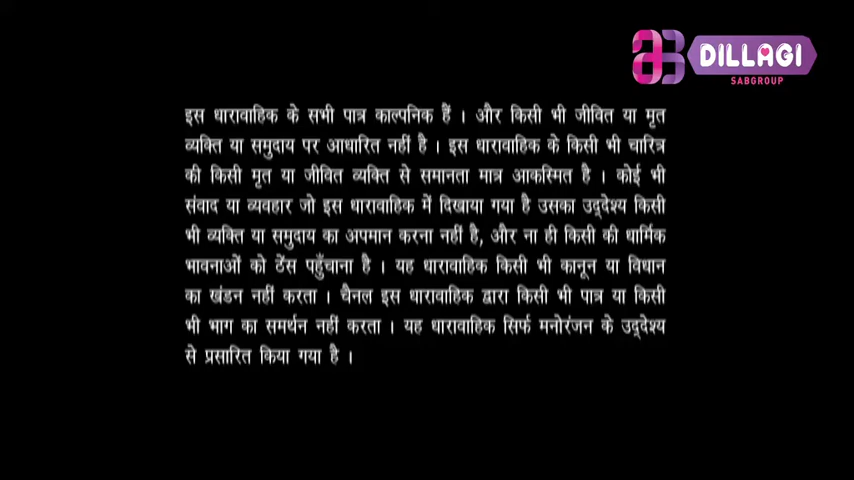 DILLAGI
SABGROUP
इस धारावाहिक के सभी पात्र काल्पनिक हैं । और किसी भी जीवित या मृत
व्यक्ति या समुदाय पर आधारित नहीं है । इस धारावाहिक के किसी भी चारित्र
की किसी मृत या जीवित व्यक्ति से समानता मात्र आकस्मित है । कोई भी
संवाद या व्यवहार जो इस धारावाहिक में दिखाया गया है उसका उद्देश्य किसी
भी व्यक्ति या समुदाय का अपमान करना नहीं है, और ना ही किसी की धार्मिक
भावनाओं को ठेंस पहुँचाना है । यह धारावाहिक किसी भी कानून या विधान
का खंडन नहीं करता । चैनल इस धारावाहिक द्वारा किसी भी पात्र या किसी
भी भाग का समर्थन नहीं करता । यह धारावाहिक सिर्फ मनोरंजन के उद्देश्य
से प्रसारित किया गया है ।